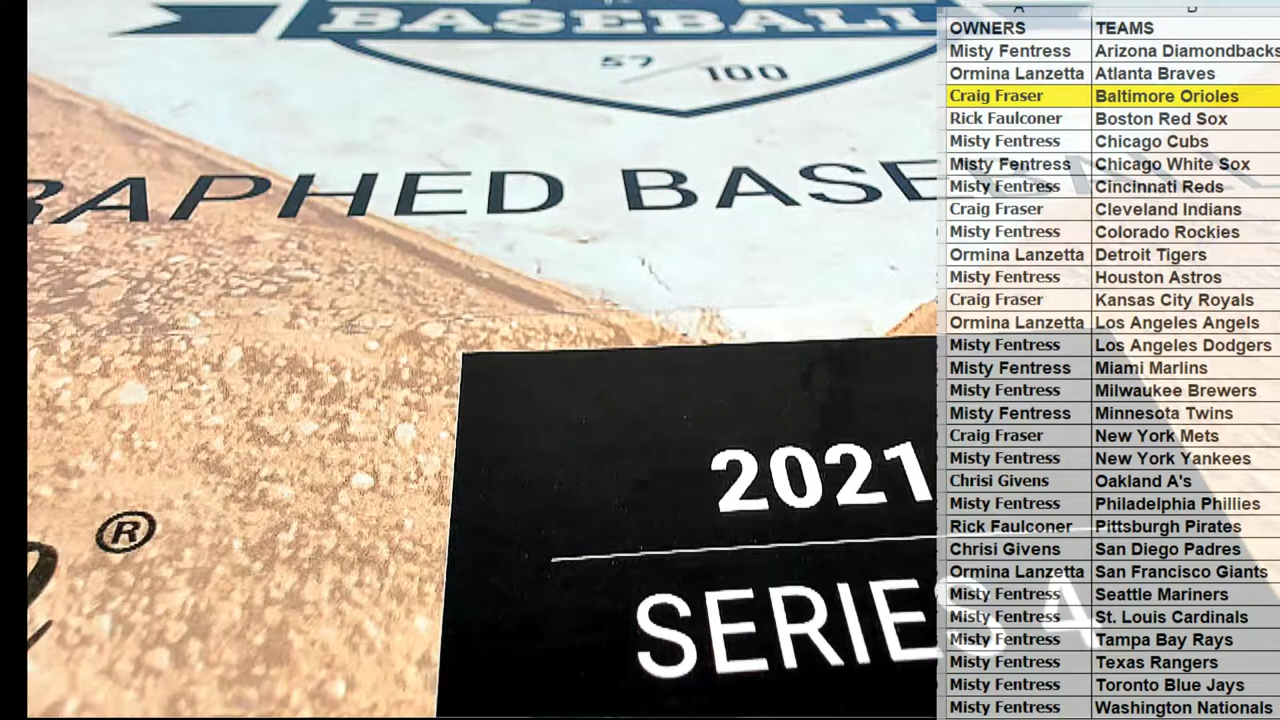 BASEBALL
57/100
RAPHED BASEBALL
®
2021
SERIES 4
OWNERS TEAMS
Misty Fentress Arizona Diamondbacks
Ormina Lanzetta Atlanta Braves
Craig Fraser Baltimore Orioles
Rick Faulconer Boston Red Sox
Misty Fentress Chicago Cubs
Misty Fentress Chicago White Sox
Misty Fentress Cincinnati Reds
Craig Fraser Cleveland Indians
Misty Fentress Colorado Rockies
Ormina Lanzetta Detroit Tigers
Misty Fentress Houston Astros
Craig Fraser Kansas City Royals
Ormina Lanzetta Los Angeles Angels
Misty Fentress Los Angeles Dodgers
Misty Fentress Miami Marlins
Misty Fentress Milwaukee Brewers
Misty Fentress Minnesota Twins
Craig Fraser New York Mets
Misty Fentress New York Yankees
Chrisi Givens Oakland A's
Misty Fentress Philadelphia Phillies
Rick Faulconer Pittsburgh Pirates
Chrisi Givens San Diego Padres
Ormina Lanzetta San Francisco Giants
Misty Fentress Seattle Mariners
Misty Fentress St. Louis Cardinals
Misty Fentress Tampa Bay Rays
Misty Fentress Texas Rangers
Misty Fentress Toronto Blue Jays
Misty Fentress Washington Nationals